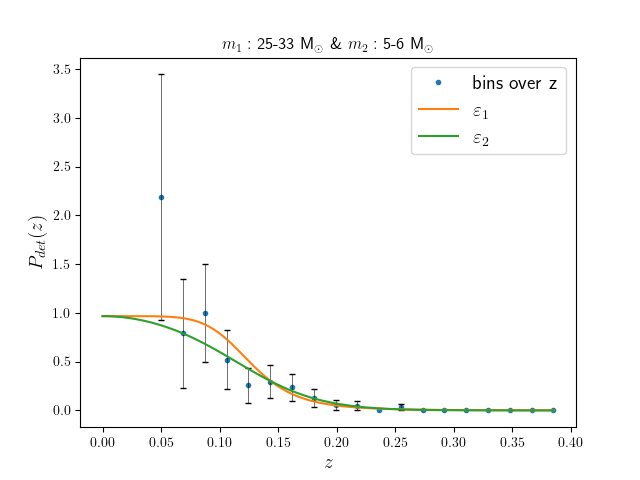 m₁ : 25-33 M☉ & m₂ : 5-6 M☉
3.5
3.0
2.5
2.0
1.5
1.0
0.5
0.0
P_det(z)
bins over z
ε₁
ε₂
0.00 0.05 0.10 0.15 0.20 0.25 0.30 0.35 0.40
z